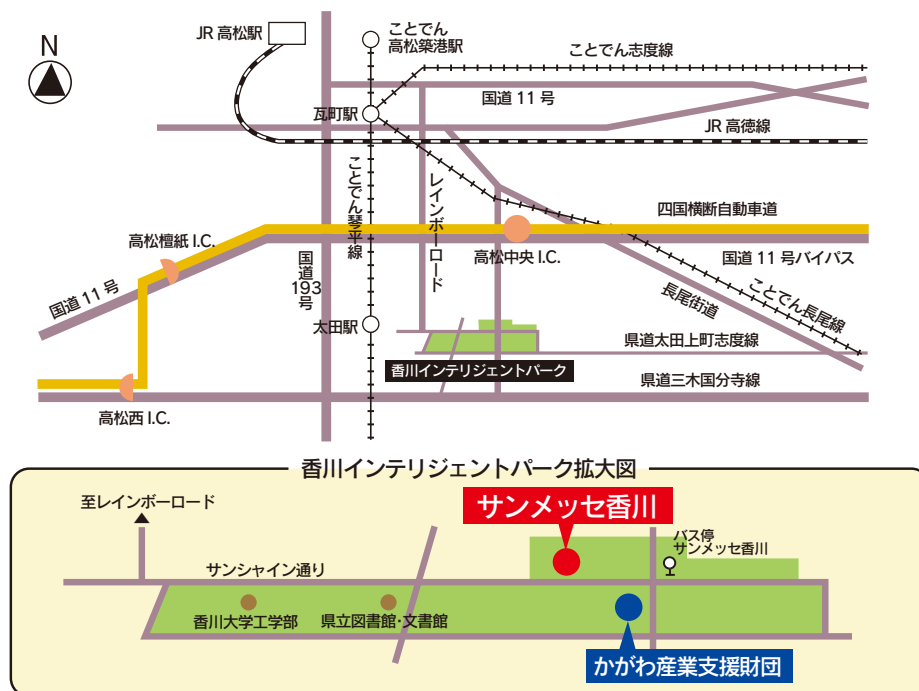 N
JR 高松駅
ことでん
高松築港駅
ことでん志度線
国道 11 号
瓦町駅
JR 高徳線
ことでん琴平線
レインボーロード
四国横断自動車道
高松檀紙 I.C.
高松中央 I.C.
国道 11 号バイパス
国道 11 号
国道193号
長尾街道
ことでん長尾線
太田駅
県道太田上町志度線
香川インテリジェントパーク
県道三木国分寺線
高松西 I.C.
香川インテリジェントパーク拡大図
至レインボーロード
サンメッセ香川
バス停
サンメッセ香川
サンシャイン通り
香川大学工学部
県立図書館・文書館
かがわ産業支援財団